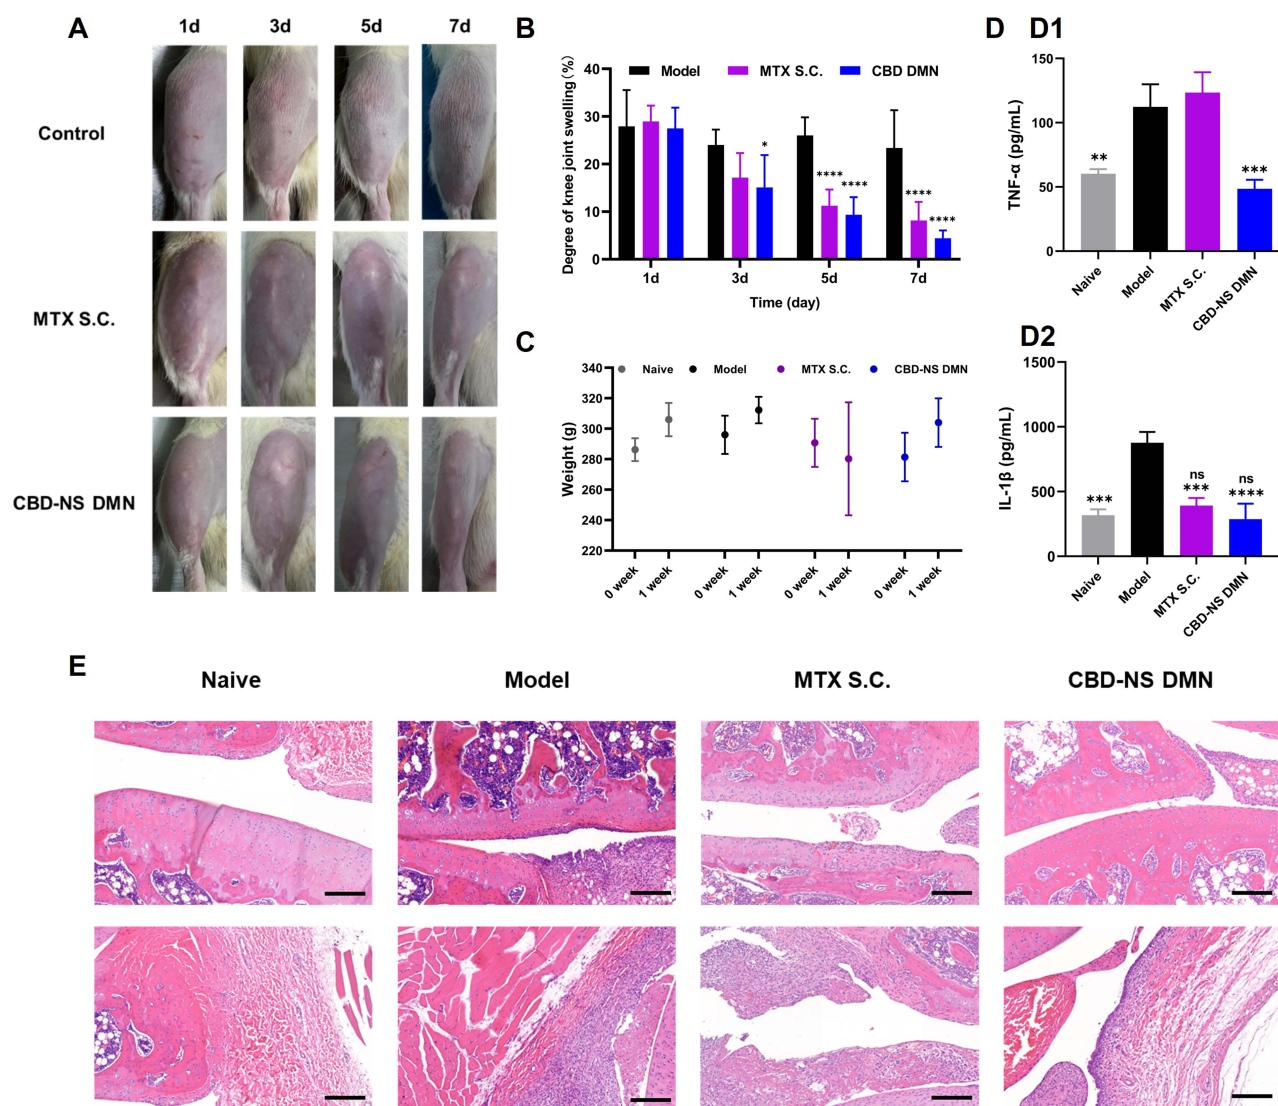 A
1d 3d 5d 7d
Control
MTX S.C.
CBD-NS DMN
B
Model MTX S.C. CBD DMN
Degree of knee joint swelling (%)
40
30
20
10
0
*
**** ****
**** ****
1d 3d 5d 7d
Time (day)
C
Naive Model MTX S.C. CBD-NS DMN
Weight (g)
340
320
300
280
260
240
220
0 week 1 week 0 week 1 week 0 week 1 week 0 week 1 week
D D1
TNF-α (pg/mL)
150
100
50
0
** ***
Naive Model MTX S.C. CBD-NS DMN
D2
IL-1β (pg/mL)
1500
1000
500
0
ns ns
*** *** ****
Naive Model MTX S.C. CBD-NS DMN
E
Naive Model MTX S.C. CBD-NS DMN